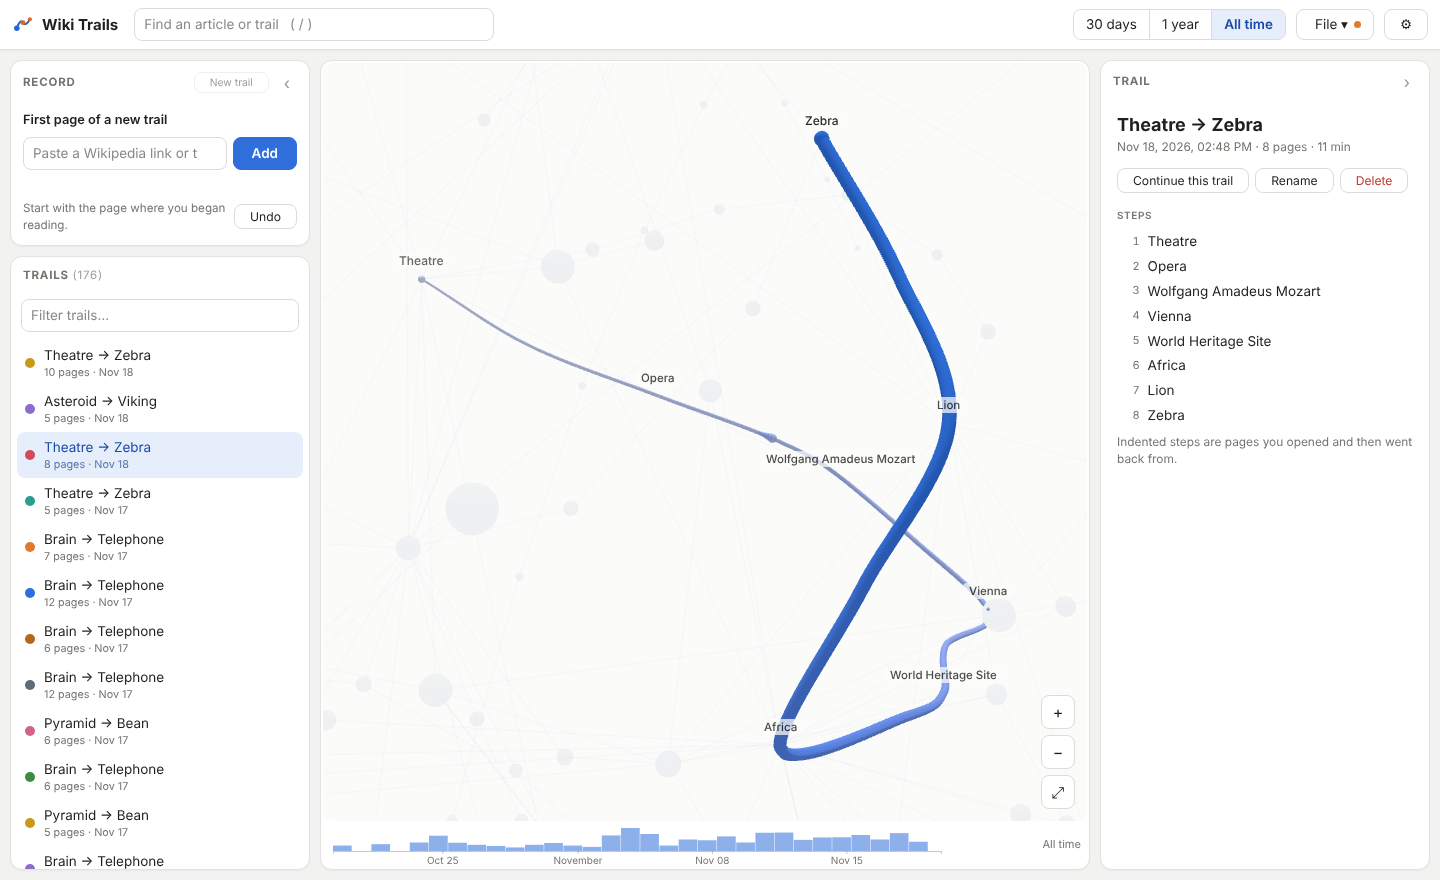 Wiki Trails
Find an article or trail ( / )
30 days
1 year
All time
File ▾
RECORD
New trail
First page of a new trail
Paste a Wikipedia link or t
Add
Start with the page where you began
reading.
Undo
TRAILS (176)
Filter trails...
Theatre → Zebra
10 pages · Nov 18
Asteroid → Viking
5 pages · Nov 18
Theatre → Zebra
8 pages · Nov 18
Theatre → Zebra
5 pages · Nov 17
Brain → Telephone
7 pages · Nov 17
Brain → Telephone
12 pages · Nov 17
Brain → Telephone
6 pages · Nov 17
Brain → Telephone
12 pages · Nov 17
Pyramid → Bean
6 pages · Nov 17
Brain → Telephone
6 pages · Nov 17
Pyramid → Bean
5 pages · Nov 17
Brain → Telephone
Zebra
Theatre
Opera
Lion
Wolfgang Amadeus Mozart
Vienna
World Heritage Site
Africa
+
−
Oct 25
November
Nov 08
Nov 15
All time
TRAIL
Theatre → Zebra
Nov 18, 2026, 02:48 PM · 8 pages · 11 min
Continue this trail
Rename
Delete
STEPS
1 Theatre
2 Opera
3 Wolfgang Amadeus Mozart
4 Vienna
5 World Heritage Site
6 Africa
7 Lion
8 Zebra
Indented steps are pages you opened and then went
back from.